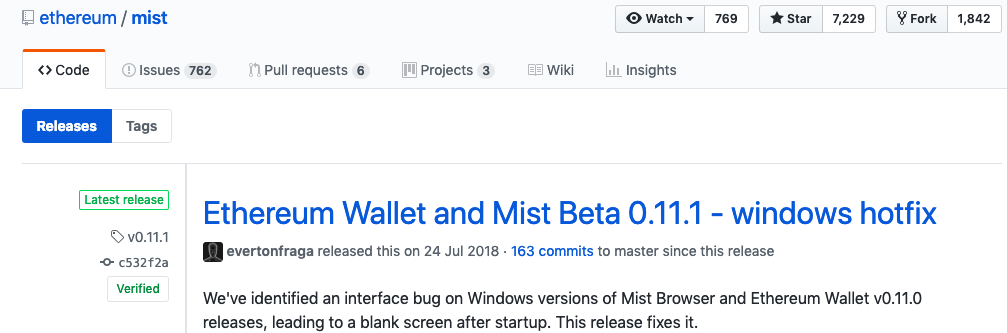 ethereum / mist
Watch 769 Star 7,229 Fork 1,842
Code Issues 762 Pull requests 6 Projects 3 Wiki Insights
Releases Tags
Latest release
v0.11.1
c532f2a
Verified
Ethereum Wallet and Mist Beta 0.11.1 - windows hotfix
evertonfraga released this on 24 Jul 2018 · 163 commits to master since this release
We've identified an interface bug on Windows versions of Mist Browser and Ethereum Wallet v0.11.0
releases, leading to a blank screen after startup. This release fixes it.